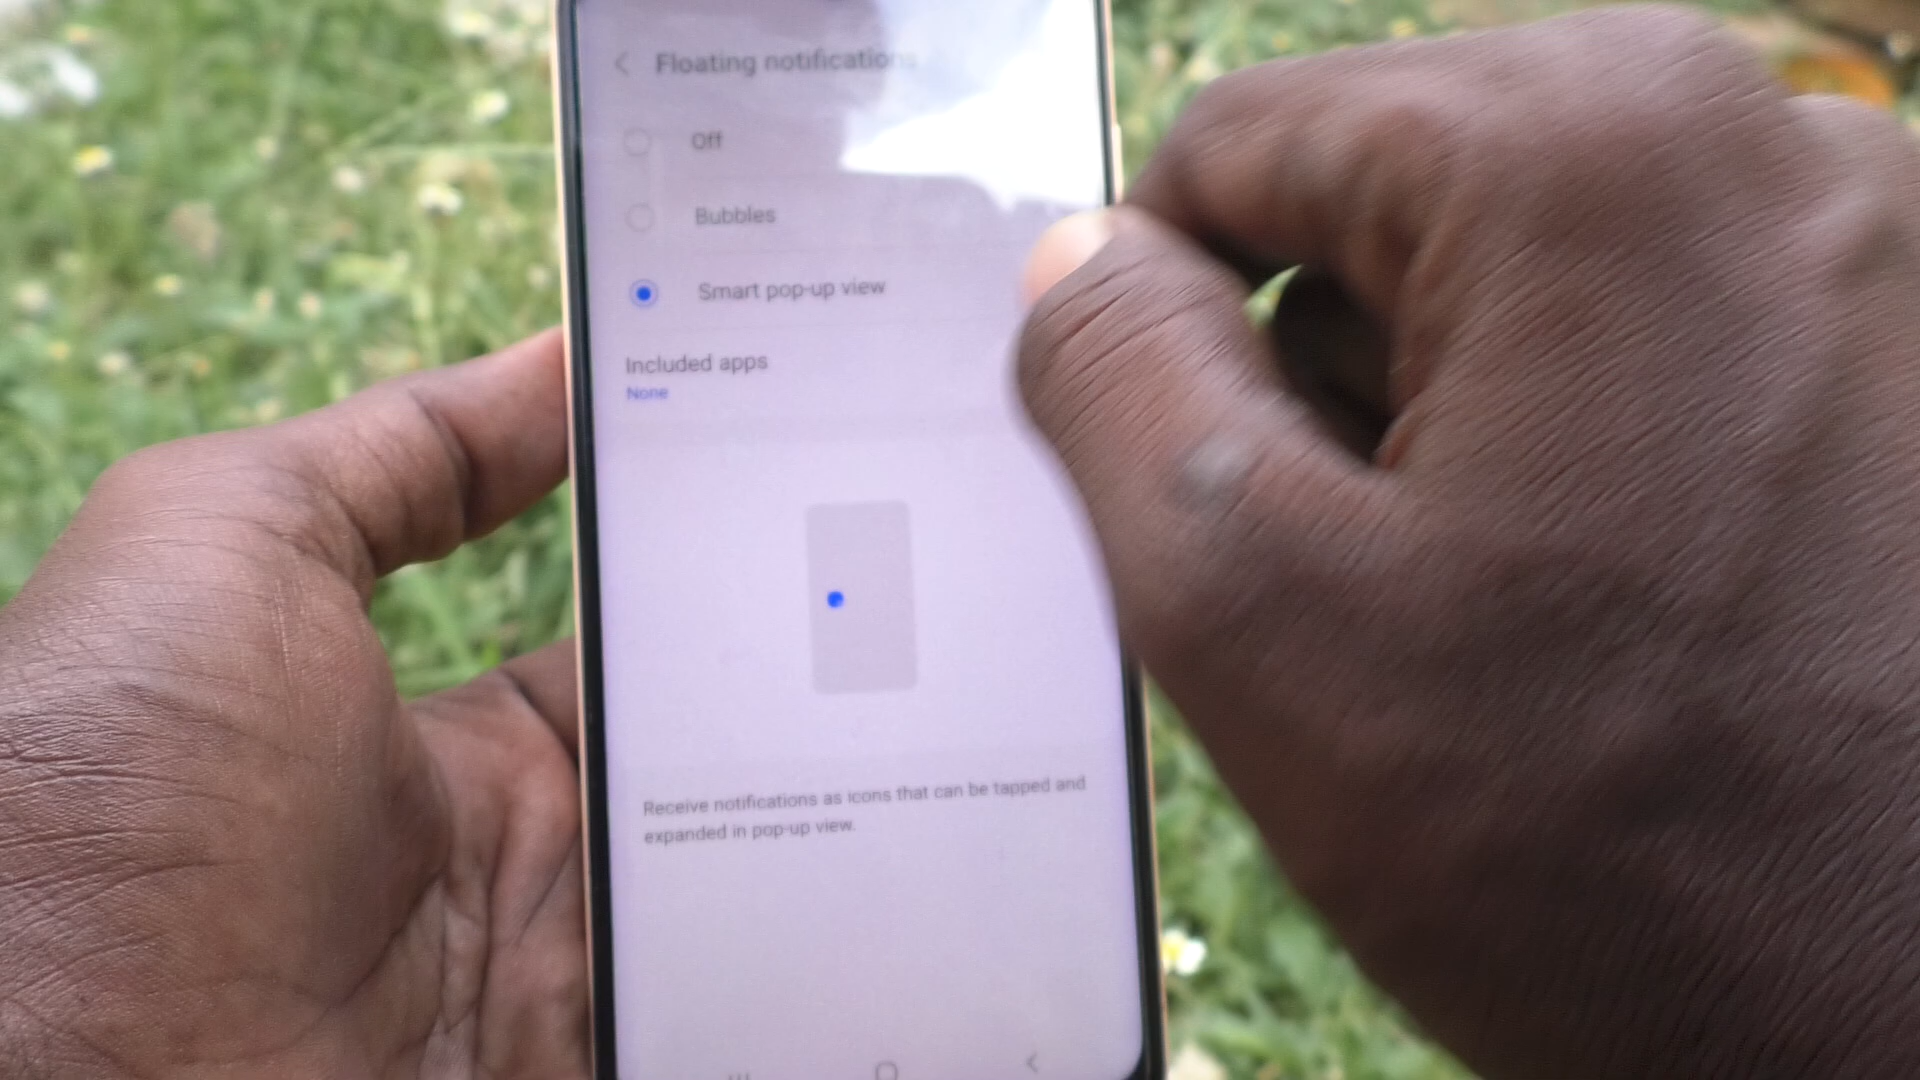 Floating notifications
Off
Bubbles
Smart pop-up view
Included apps
None
Receive notifications as icons that can be tapped and
expanded in pop-up view.